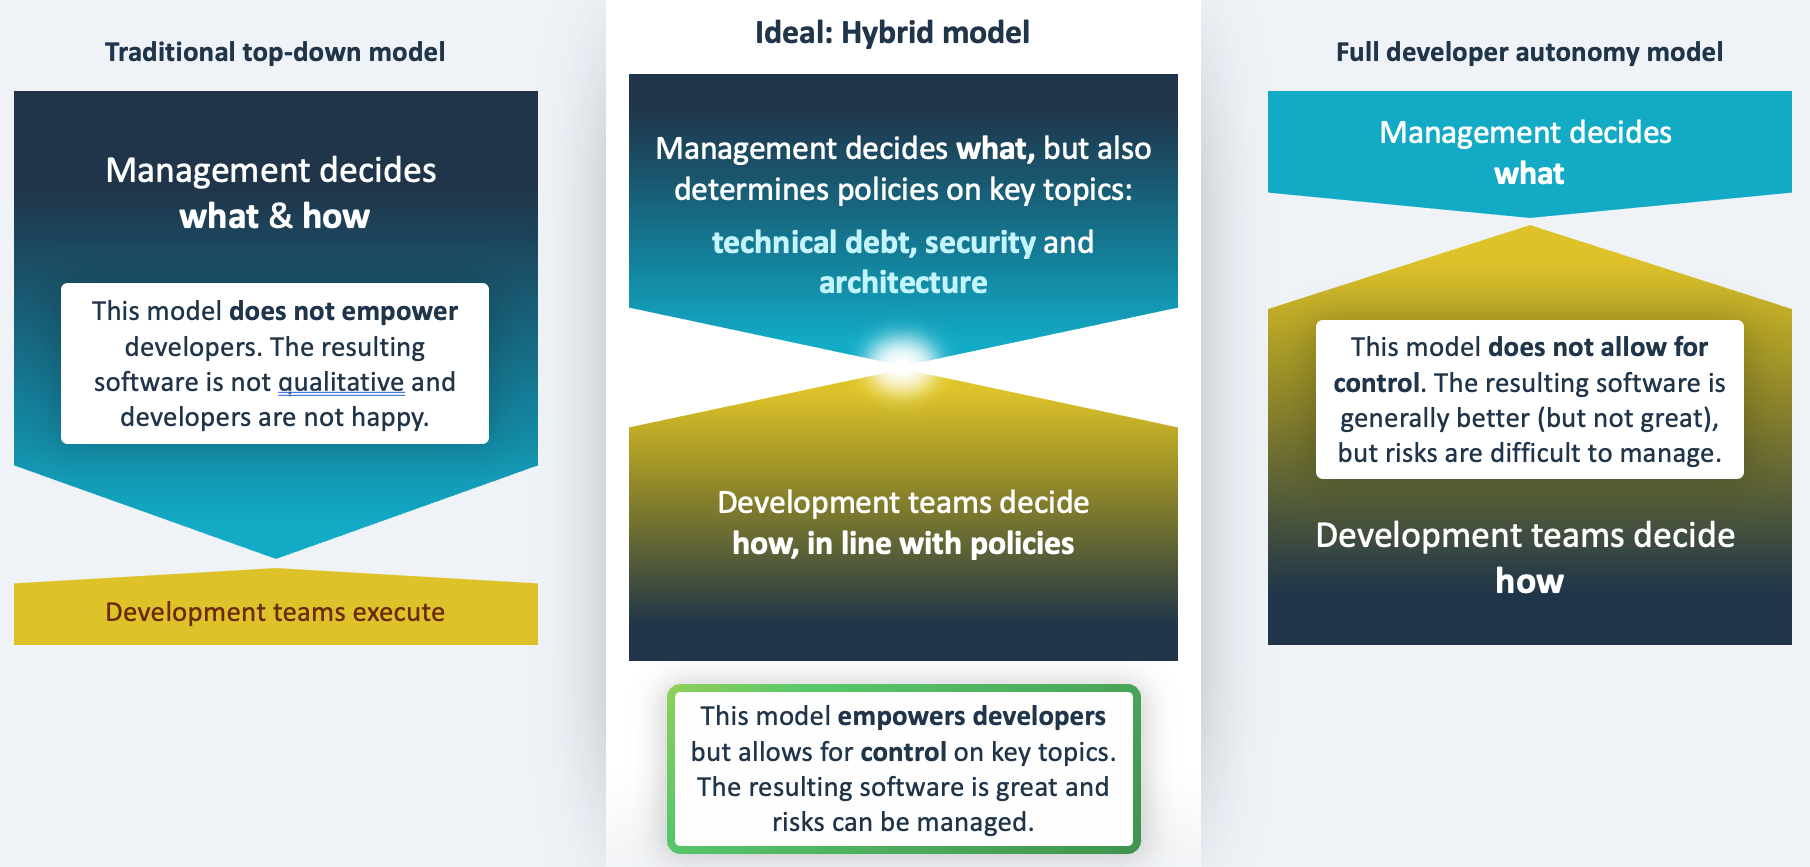 Traditional top-down model
Management decides
what & how
This model does not empower
developers. The resulting
software is not qualitative and
developers are not happy.
Development teams execute
Ideal: Hybrid model
Management decides what, but also
determines policies on key topics:
technical debt, security and
architecture
Development teams decide
how, in line with policies
This model empowers developers
but allows for control on key topics.
The resulting software is great and
risks can be managed.
Full developer autonomy model
Management decides
what
This model does not allow for
control. The resulting software is
generally better (but not great),
but risks are difficult to manage.
Development teams decide
how